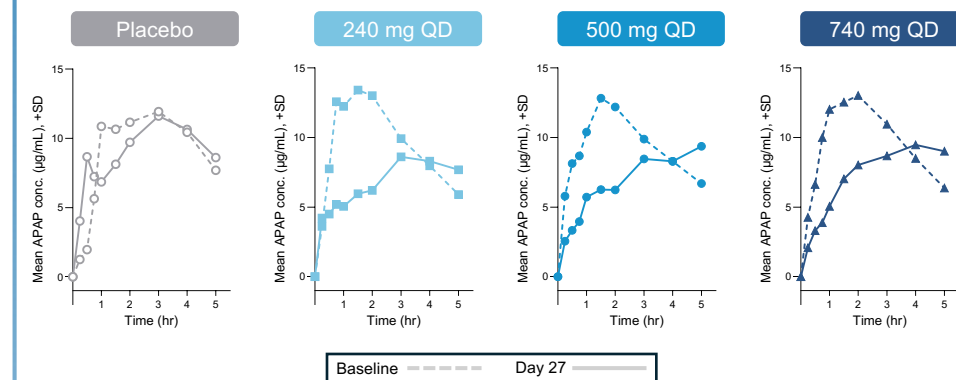 Placebo 240 mg QD 500 mg QD 740 mg QD
Mean APAP conc. (µg/mL), +SD
15
10
5
0
1 2 3 4 5
Time (hr)
Mean APAP conc. (µg/mL), +SD
15
10
5
0
1 2 3 4 5
Time (hr)
Mean APAP conc. (µg/mL), +SD
15
10
5
0
1 2 3 4 5
Time (hr)
Mean APAP conc. (µg/mL), +SD
15
10
5
0
1 2 3 4 5
Time (hr)
Baseline Day 27